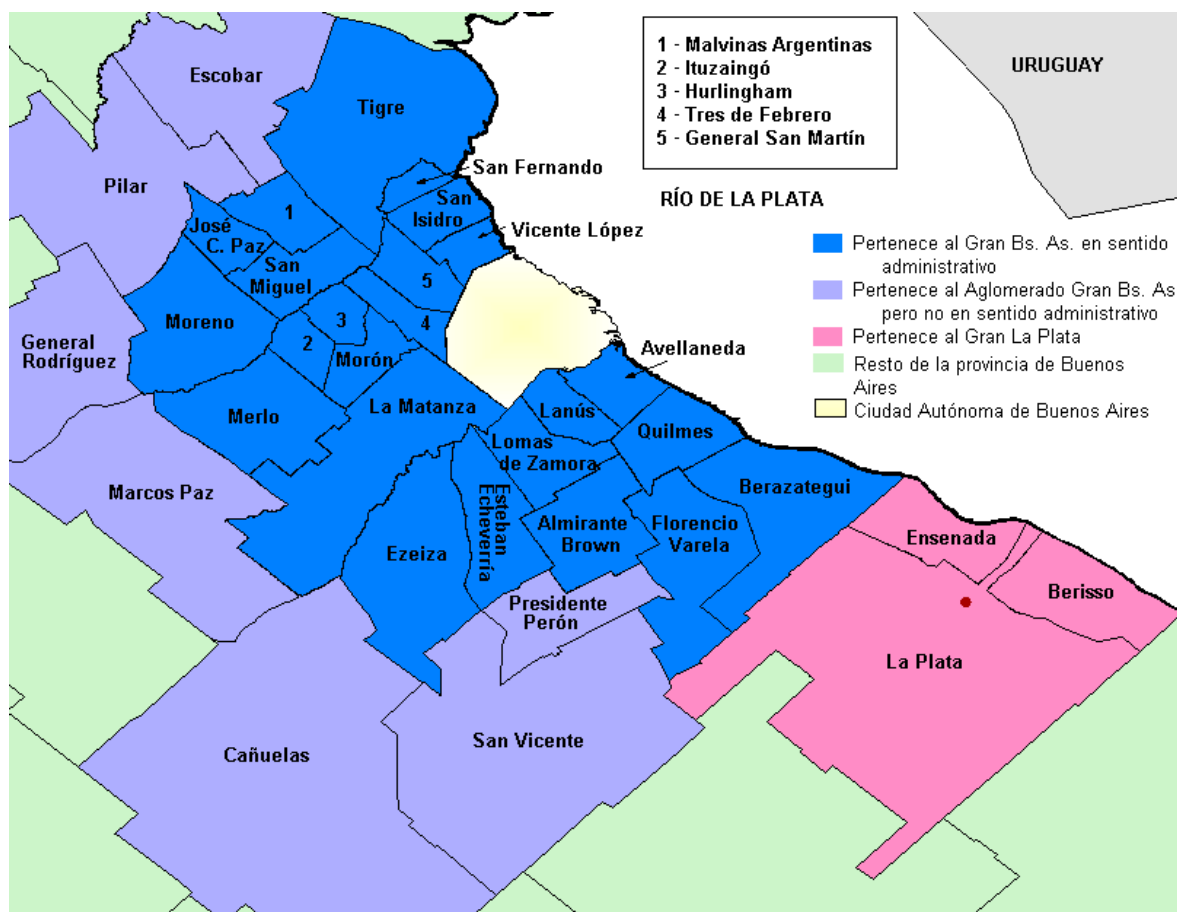 1 - Malvinas Argentinas
2 - Ituzaingó
3 - Hurlingham
4 - Tres de Febrero
5 - General San Martín
URUGUAY
Escobar
Tigre
San Fernando
Pilar
San
Isidro
RÍO DE LA PLATA
1
José
C. Paz
Vicente López
Pertenece al Gran Bs. As. en sentido
administrativo
Pertenece al Aglomerado Gran Bs. As
pero no en sentido administrativo
Pertenece al Gran La Plata
Resto de la provincia de Buenos
Aires
Ciudad Autónoma de Buenos Aires
San
Miguel
5
Moreno
3
4
General
Rodríguez
2
Morón
Avellaneda
La Matanza
Merlo
Lanús
Quilmes
Lomas
de Zamora
Marcos Paz
Berazategui
Esteban
Echeverría
Almirante
Brown
Florencio
Varela
Ezeiza
Ensenada
Berisso
Presidente
Perón
La Plata
San Vicente
Cañuelas